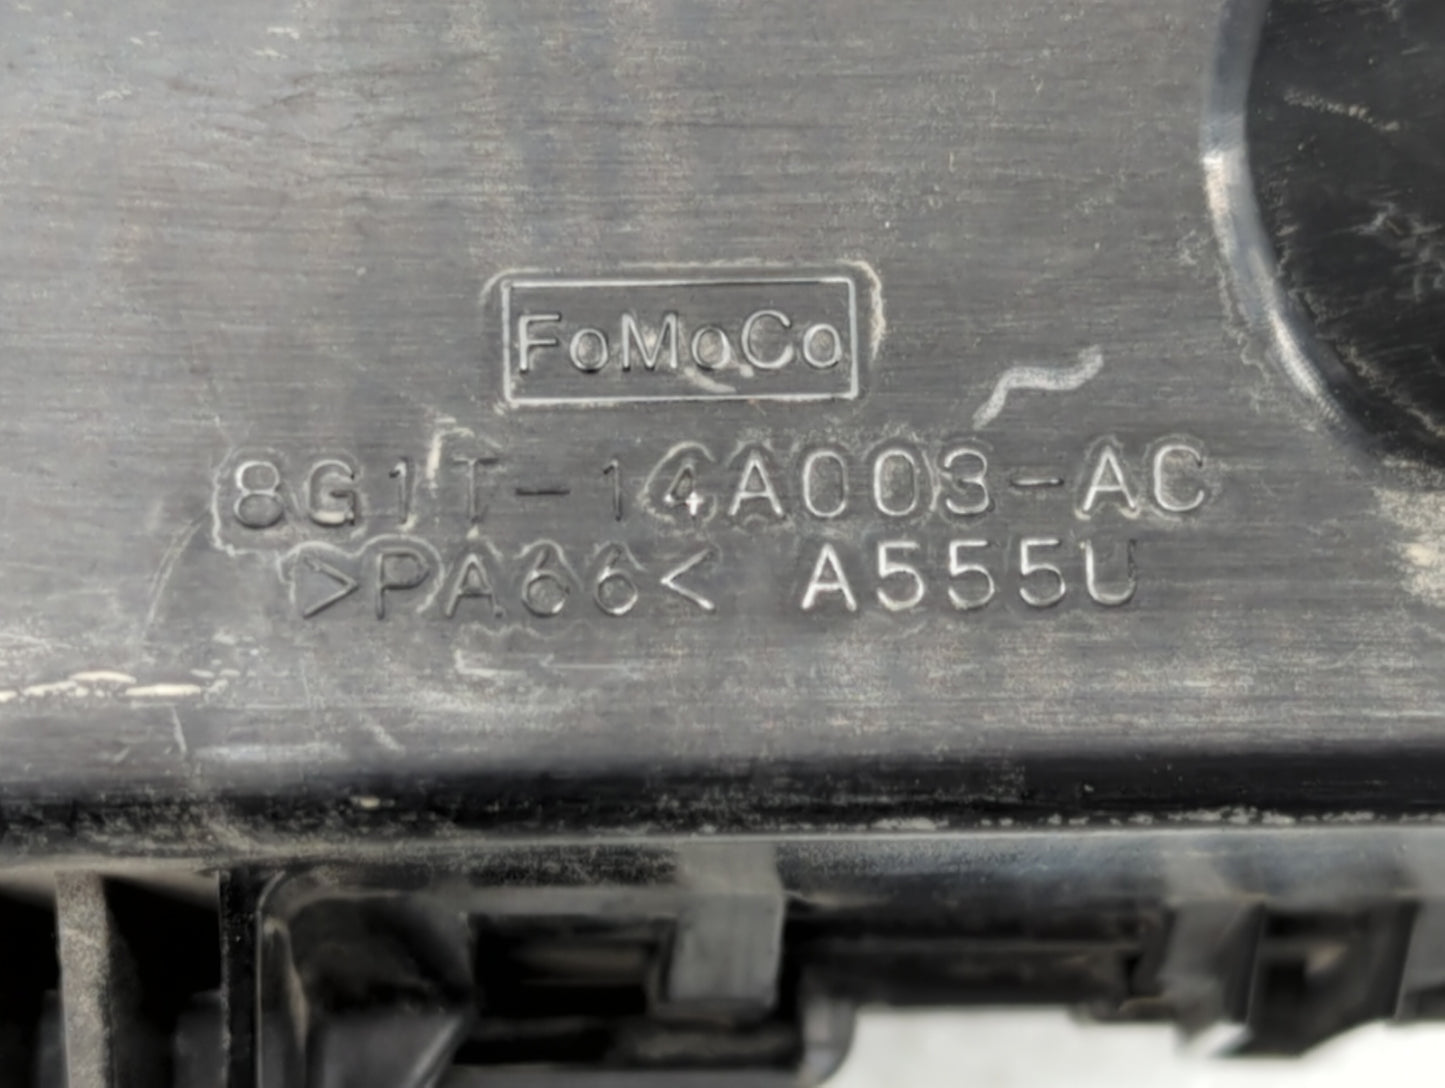 FoMoCo
8G1T-14A003-AC
>PA66< A555U